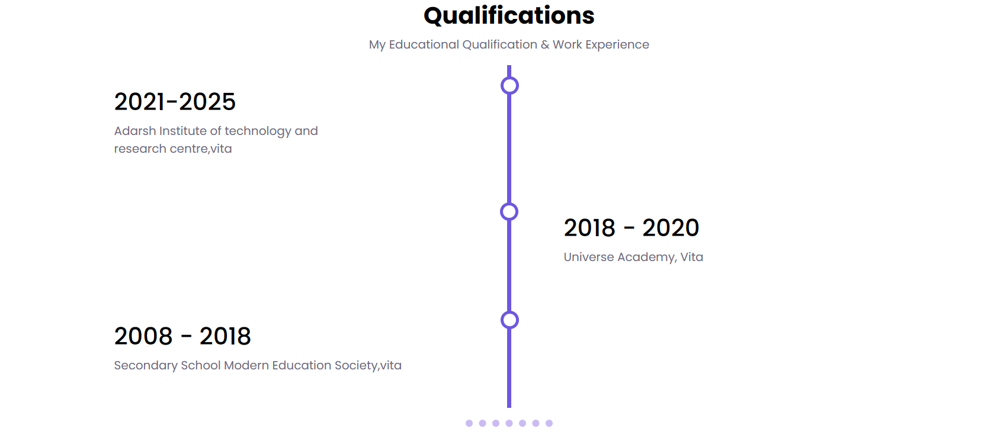 Qualifications
My Educational Qualification & Work Experience
2021-2025
Adarsh Institute of technology and
research centre,vita
2018 - 2020
Universe Academy, Vita
2008 - 2018
Secondary School Modern Education Society,vita